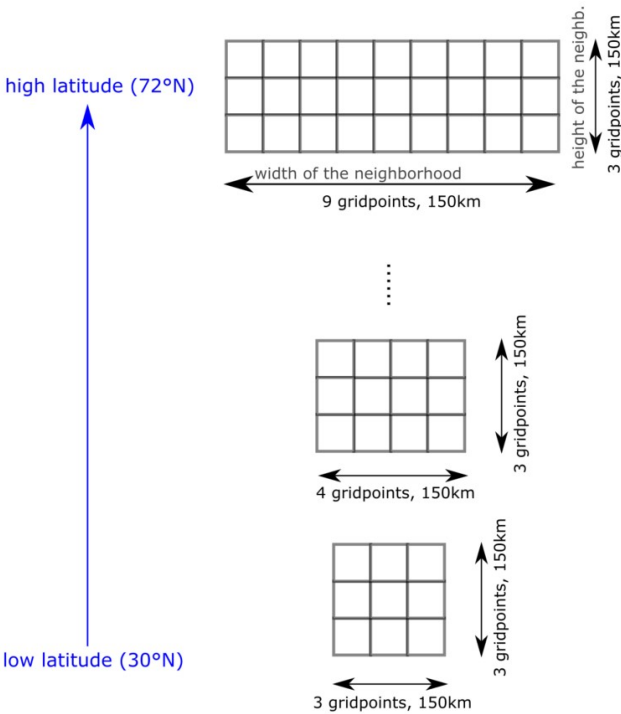 high latitude (72°N)
height of the neighb.
3 gridpoints, 150km
width of the neighborhood
9 gridpoints, 150km
3 gridpoints, 150km
4 gridpoints, 150km
3 gridpoints, 150km
low latitude (30°N)
3 gridpoints, 150km